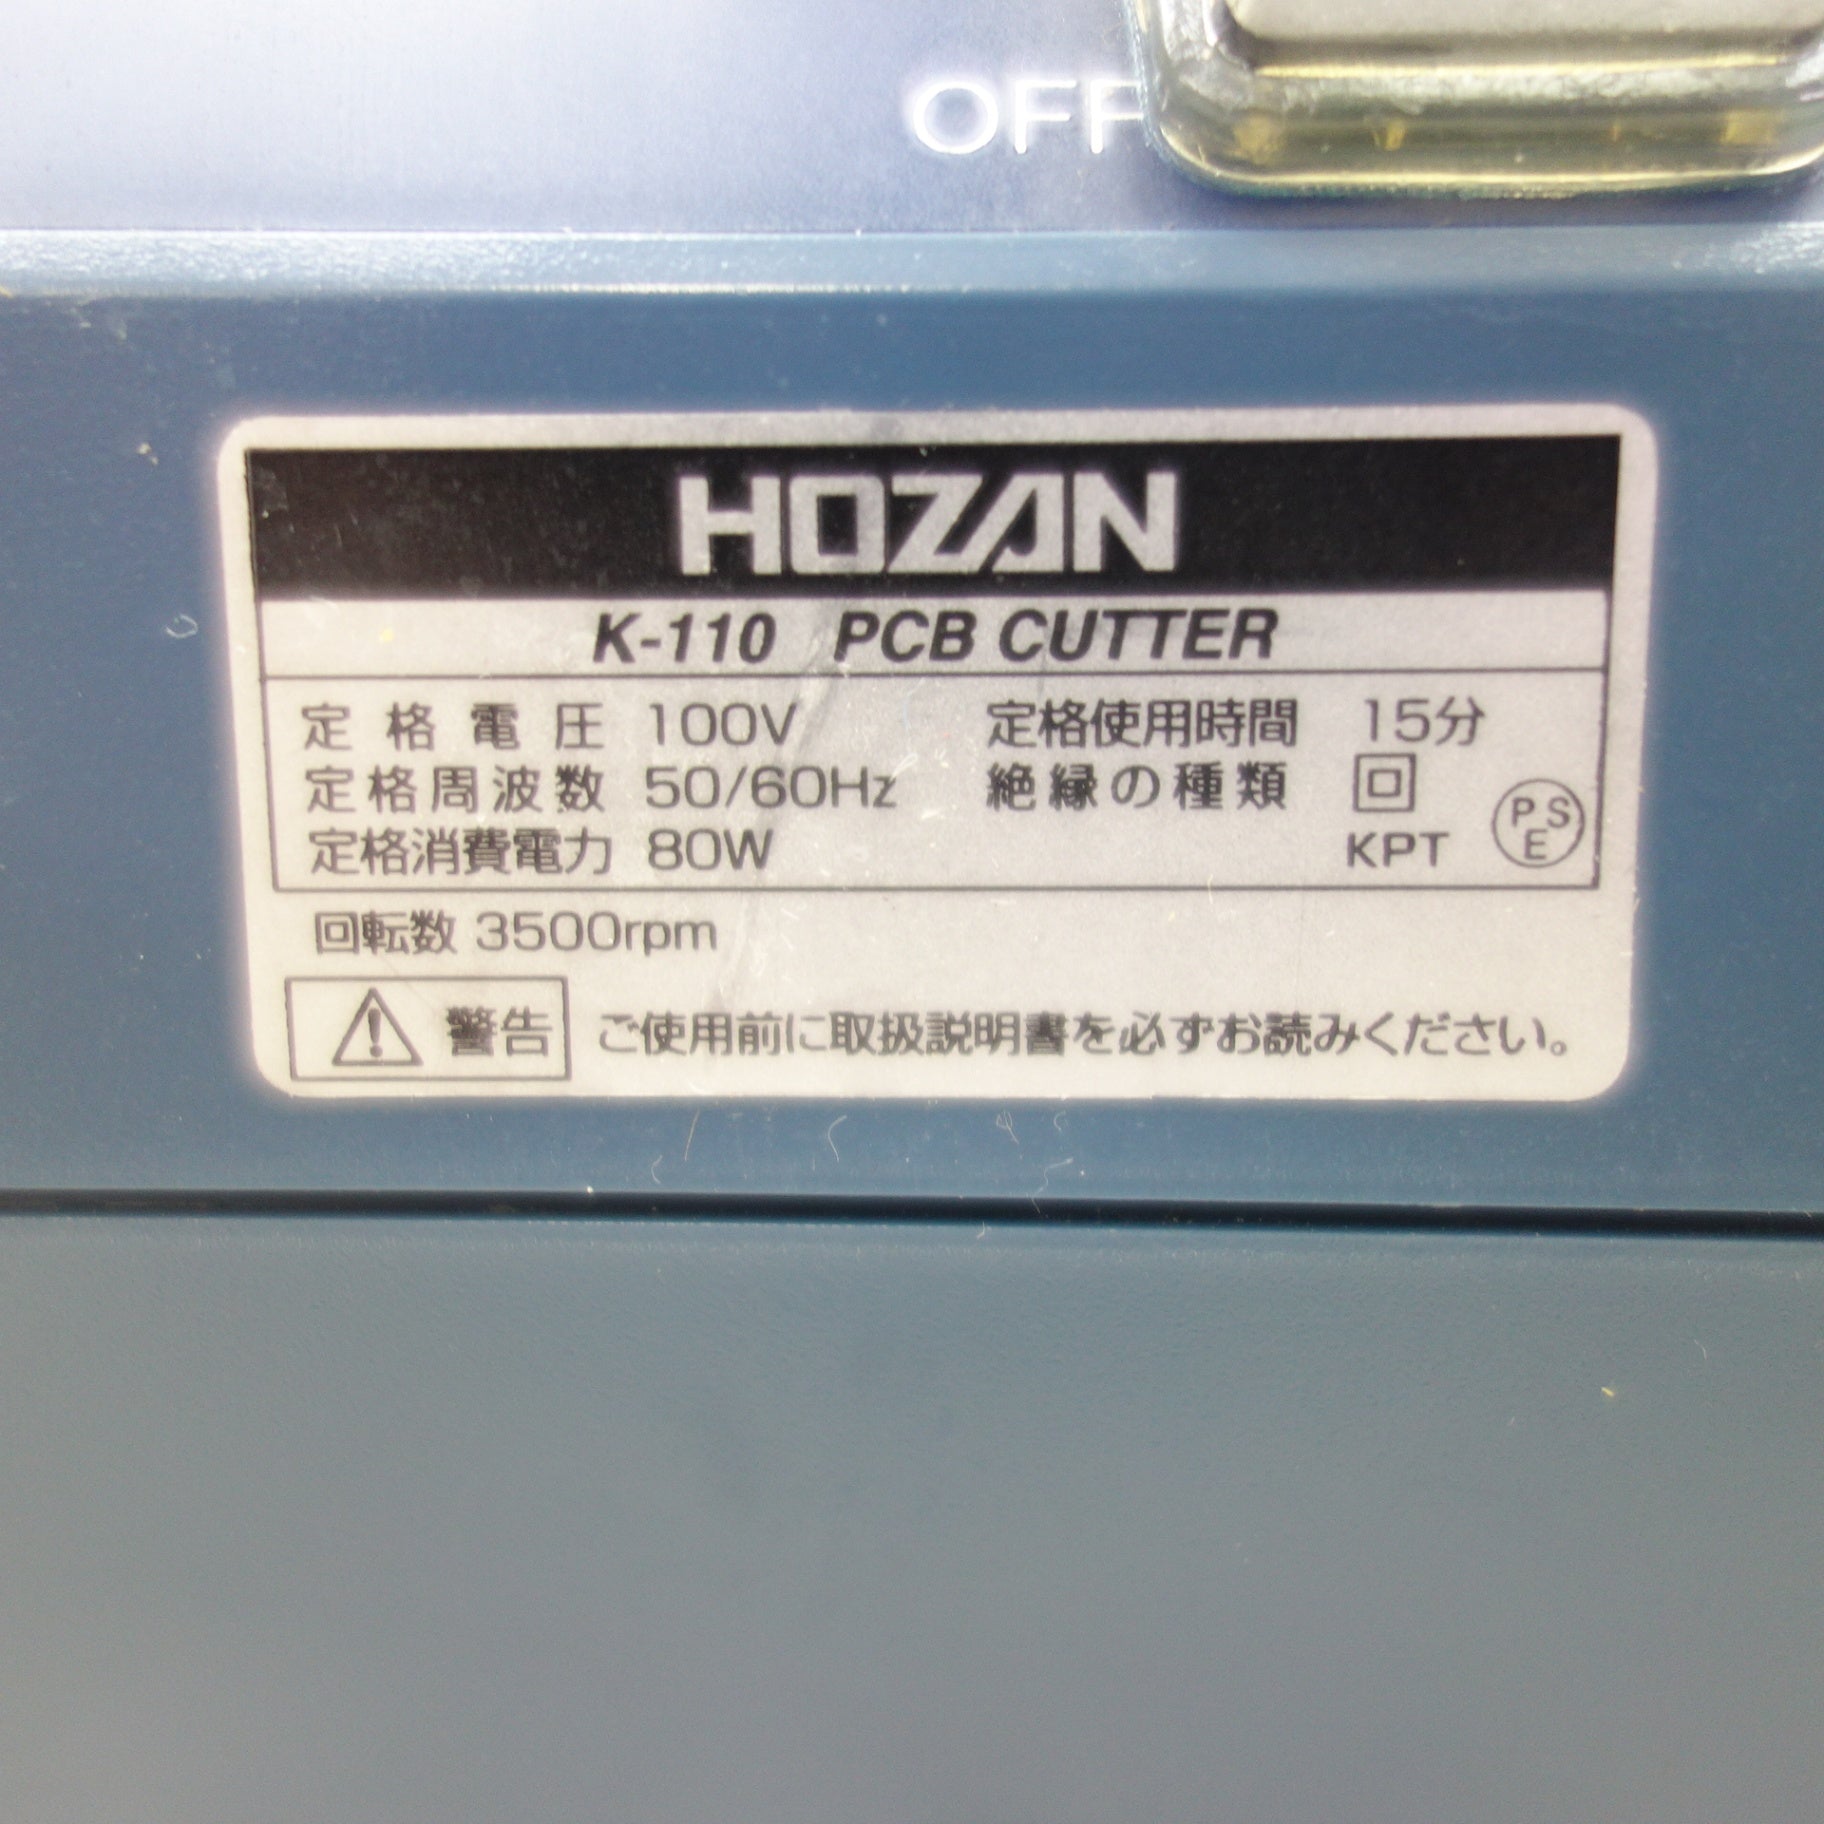 OFF
HOZAN
K-110 PCB CUTTER
定格電圧 100V 定格使用時間 15分
定格周波数 50/60Hz 絶縁の種類 回
定格消費電力 80W KPT PSE
回転数 3500rpm
警告 ご使用前に取扱説明書を必ずお読みください。